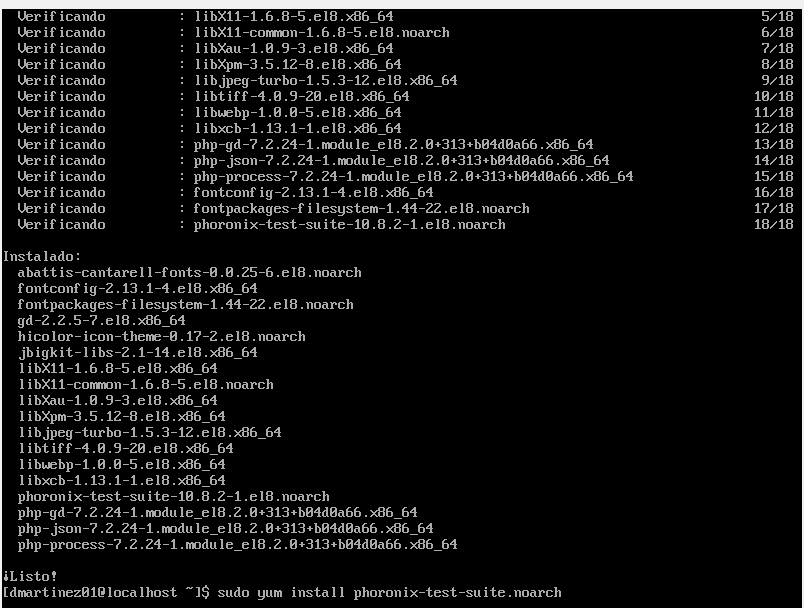 Verificando : libX11-1.6.8-5.el8.x86_64 5/18
Verificando : libX11-common-1.6.8-5.el8.noarch 6/18
Verificando : libXau-1.0.9-3.el8.x86_64 7/18
Verificando : libXpm-3.5.12-8.el8.x86_64 8/18
Verificando : libjpeg-turbo-1.5.3-12.el8.x86_64 9/18
Verificando : libtiff-4.0.9-20.el8.x86_64 10/18
Verificando : libwebp-1.0.0-5.el8.x86_64 11/18
Verificando : libxcb-1.13.1-1.el8.x86_64 12/18
Verificando : php-gd-7.2.24-1.module_el8.2.0+313+b04d0a66.x86_64 13/18
Verificando : php-json-7.2.24-1.module_el8.2.0+313+b04d0a66.x86_64 14/18
Verificando : php-process-7.2.24-1.module_el8.2.0+313+b04d0a66.x86_64 15/18
Verificando : fontconfig-2.13.1-4.el8.x86_64 16/18
Verificando : fontpackages-filesystem-1.44-22.el8.noarch 17/18
Verificando : phoronix-test-suite-10.8.2-1.el8.noarch 18/18
Instalado:
abattis-cantarell-fonts-0.0.25-6.el8.noarch
fontconfig-2.13.1-4.el8.x86_64
fontpackages-filesystem-1.44-22.el8.noarch
gd-2.2.5-7.el8.x86_64
hicolor-icon-theme-0.17-2.el8.noarch
jbigkit-libs-2.1-14.el8.x86_64
libX11-1.6.8-5.el8.x86_64
libX11-common-1.6.8-5.el8.noarch
libXau-1.0.9-3.el8.x86_64
libXpm-3.5.12-8.el8.x86_64
libjpeg-turbo-1.5.3-12.el8.x86_64
libtiff-4.0.9-20.el8.x86_64
libwebp-1.0.0-5.el8.x86_64
libxcb-1.13.1-1.el8.x86_64
phoronix-test-suite-10.8.2-1.el8.noarch
php-gd-7.2.24-1.module_el8.2.0+313+b04d0a66.x86_64
php-json-7.2.24-1.module_el8.2.0+313+b04d0a66.x86_64
php-process-7.2.24-1.module_el8.2.0+313+b04d0a66.x86_64
¡Listo!
[dmartinez01@localhost ~]$ sudo yum install phoronix-test-suite.noarch